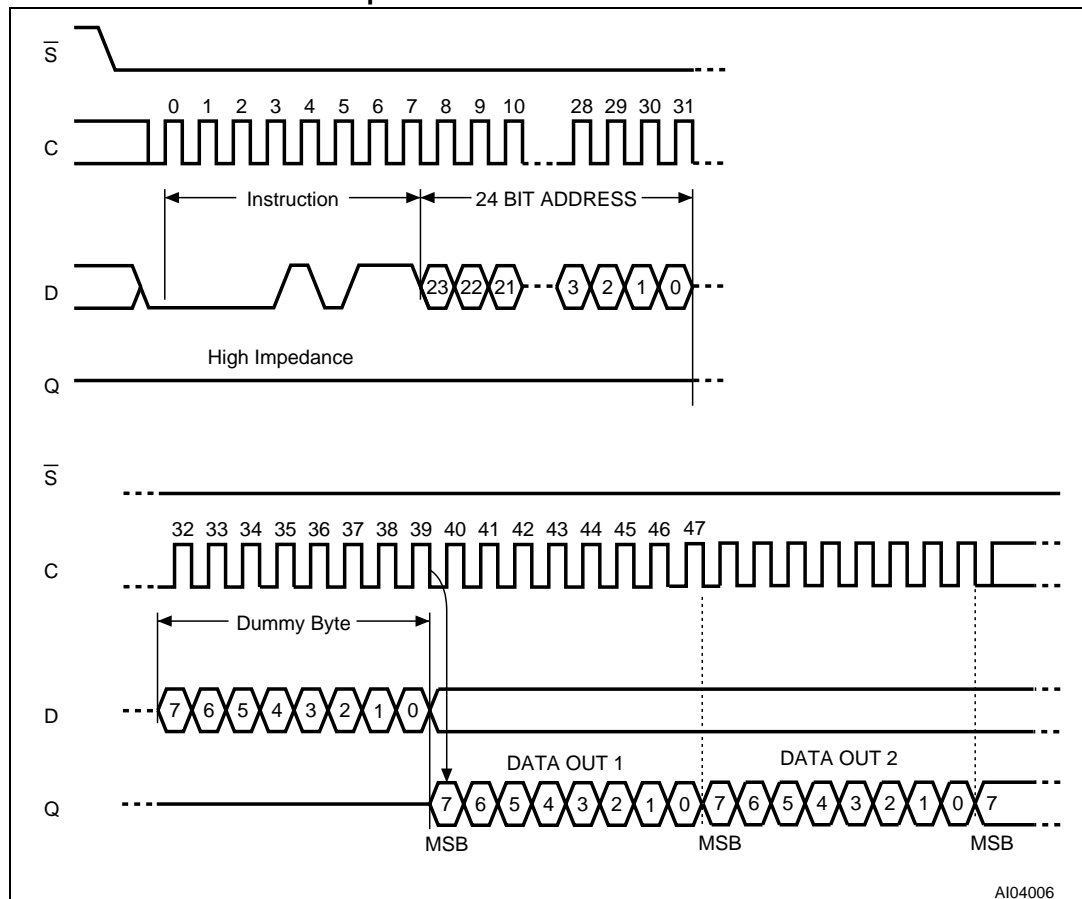 S
0 1 2 3 4 5 6 7 8 9 10 28 29 30 31
C
Instruction 24 BIT ADDRESS
D 23 22 21 3 2 1 0
High Impedance
Q
S
32 33 34 35 36 37 38 39 40 41 42 43 44 45 46 47
C
Dummy Byte
D 7 6 5 4 3 2 1 0
DATA OUT 1 DATA OUT 2
Q 7 6 5 4 3 2 1 0 7 6 5 4 3 2 1 0 7
MSB MSB MSB
AI04006